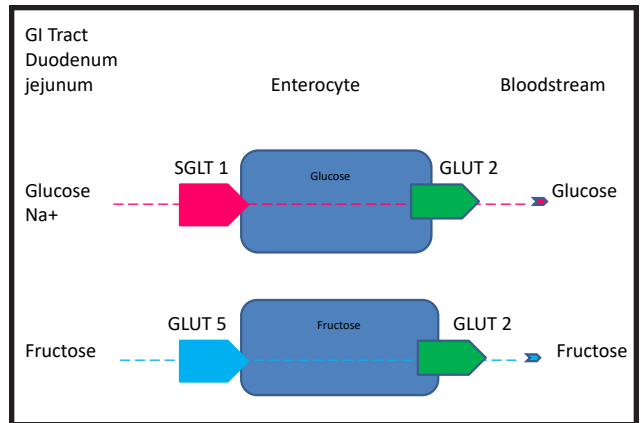 GI Tract
Duodenum
jejunum
Enterocyte
Bloodstream
SGLT 1
Glucose
GLUT 2
Glucose
Na+
Glucose
GLUT 5
Fructose
GLUT 2
Fructose
Fructose